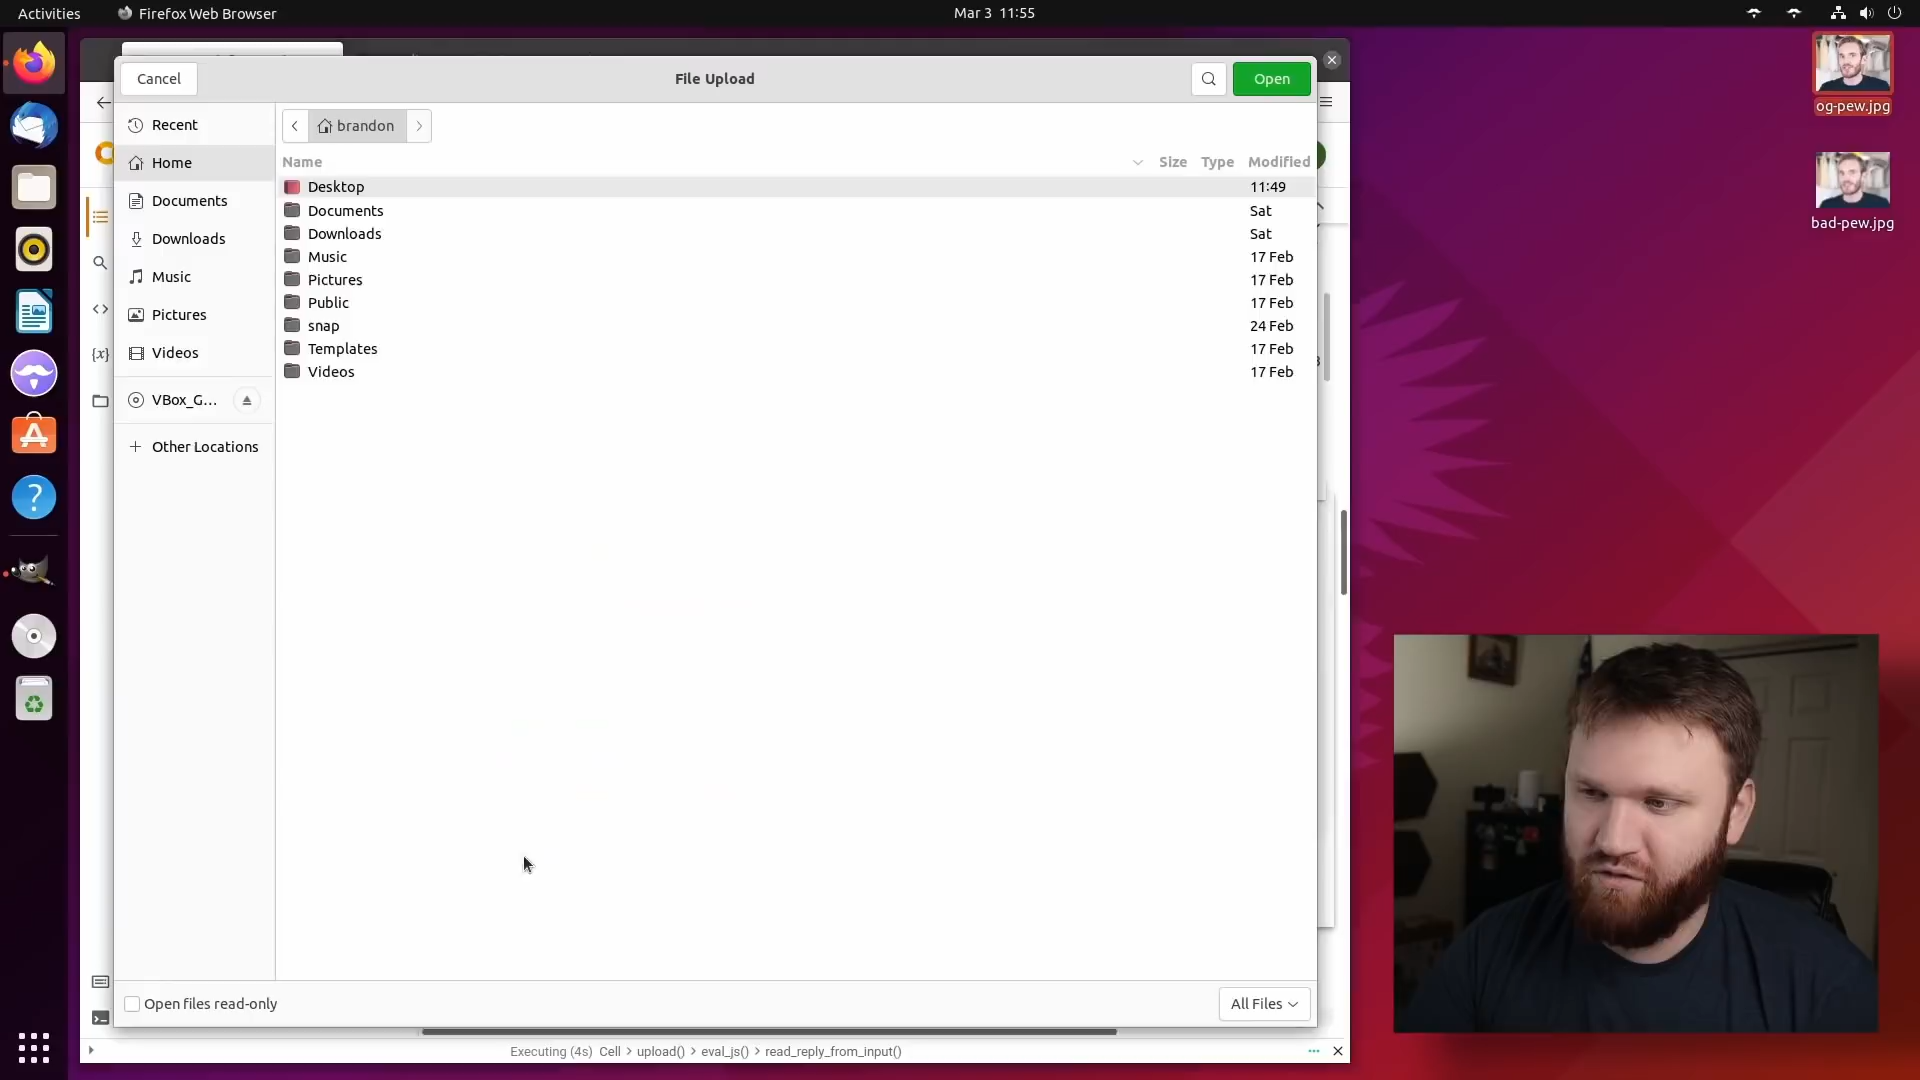 Activities
Firefox Web Browser
Mar 3 11:55
Cancel
File Upload
Open
Recent
Home
Documents
Downloads
Music
Pictures
Videos
VBox_G...
Other Locations
brandon
Name Size Type Modified
Desktop 11:49
Documents Sat
Downloads Sat
Music 17 Feb
Pictures 17 Feb
Public 17 Feb
snap 24 Feb
Templates 17 Feb
Videos 17 Feb
Open files read-only
All Files
Executing (4s) Cell > upload() > eval_js() > read_reply_from_input()
og-pew.jpg
bad-pew.jpg